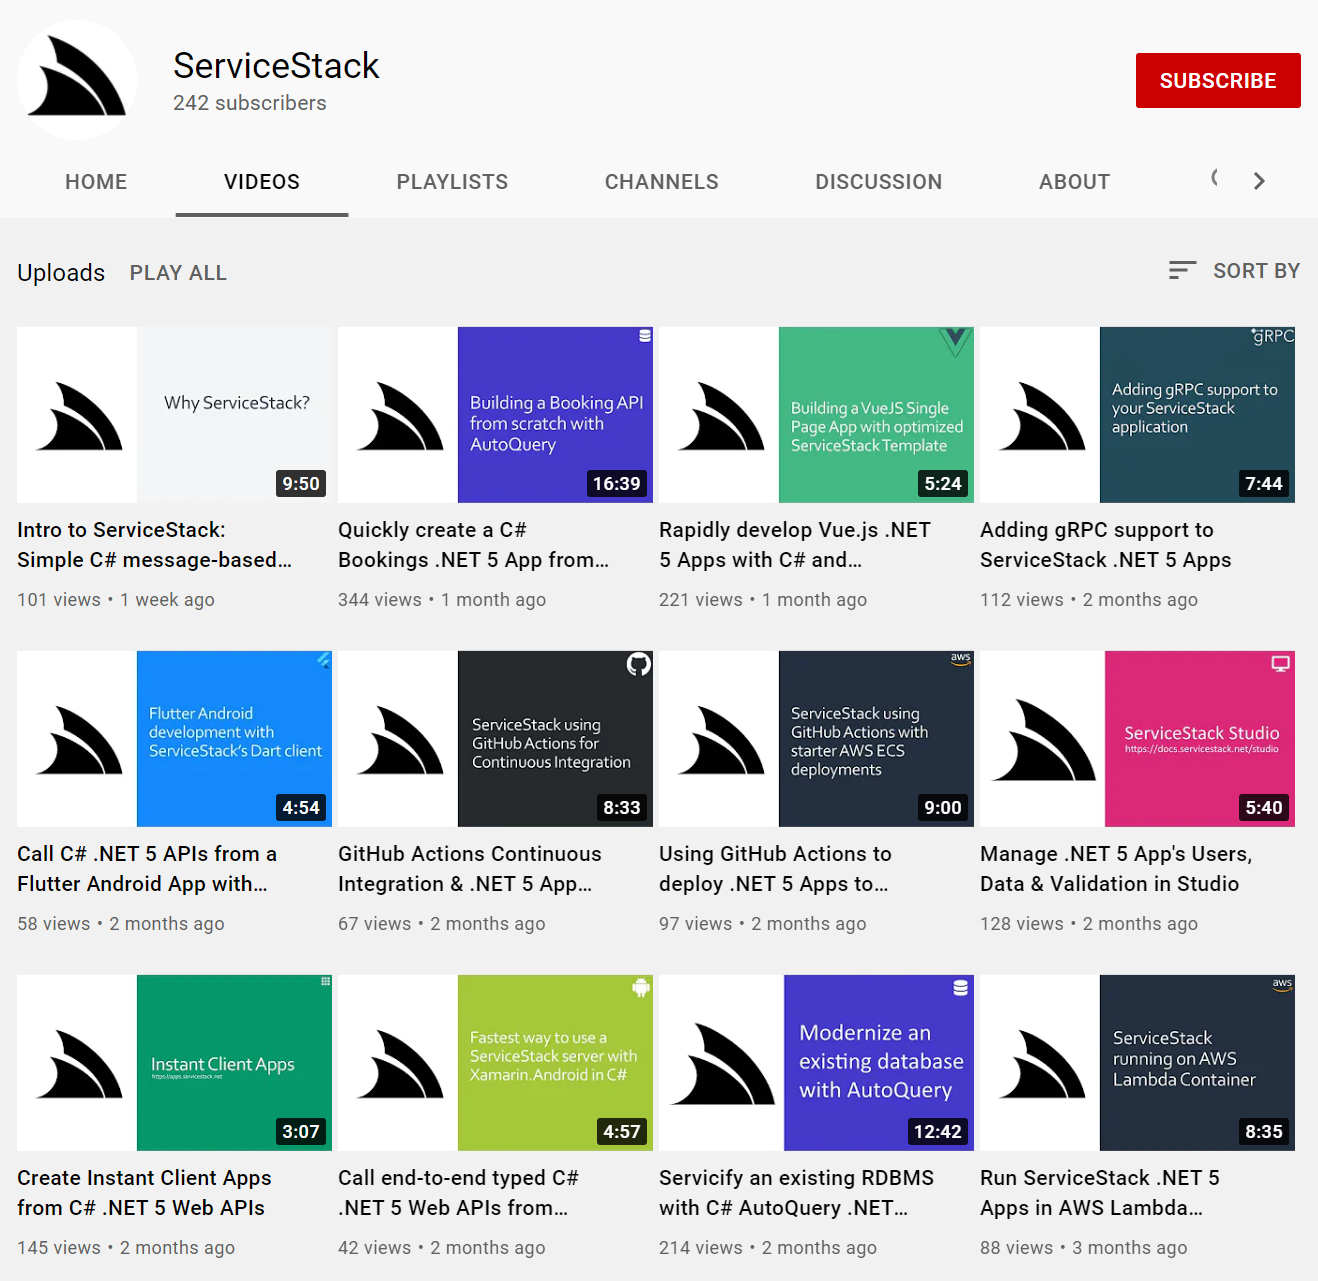 ServiceStack
242 subscribers
SUBSCRIBE
HOME VIDEOS PLAYLISTS CHANNELS DISCUSSION ABOUT
Uploads PLAY ALL SORT BY
Why ServiceStack?
9:50
Intro to ServiceStack:
Simple C# message-based…
101 views • 1 week ago
Building a Booking API
from scratch with
AutoQuery
16:39
Quickly create a C#
Bookings .NET 5 App from…
344 views • 1 month ago
Building a VueJS Single
Page App with optimized
ServiceStack Template
5:24
Rapidly develop Vue.js .NET
5 Apps with C# and…
221 views • 1 month ago
gRPC
Adding gRPC support to
your ServiceStack
application
7:44
Adding gRPC support to
ServiceStack .NET 5 Apps
112 views • 2 months ago
Flutter Android
development with
ServiceStack's Dart client
4:54
Call C# .NET 5 APIs from a
Flutter Android App with…
58 views • 2 months ago
ServiceStack using
GitHub Actions for
Continuous Integration
8:33
GitHub Actions Continuous
Integration & .NET 5 App…
67 views • 2 months ago
aws
ServiceStack using
GitHub Actions with
starter AWS ECS
deployments
9:00
Using GitHub Actions to
deploy .NET 5 Apps to…
97 views • 2 months ago
ServiceStack Studio
https://docs.servicestack.net/studio
5:40
Manage .NET 5 App's Users,
Data & Validation in Studio
128 views • 2 months ago
Instant Client Apps
https://apps.servicestack.net
3:07
Create Instant Client Apps
from C# .NET 5 Web APIs
145 views • 2 months ago
Fastest way to use a
ServiceStack server with
Xamarin.Android in C#
4:57
Call end-to-end typed C#
.NET 5 Web APIs from…
42 views • 2 months ago
Modernize an
existing database
with AutoQuery
12:42
Servicify an existing RDBMS
with C# AutoQuery .NET…
214 views • 2 months ago
aws
ServiceStack
running on AWS
Lambda Container
8:35
Run ServiceStack .NET 5
Apps in AWS Lambda…
88 views • 3 months ago